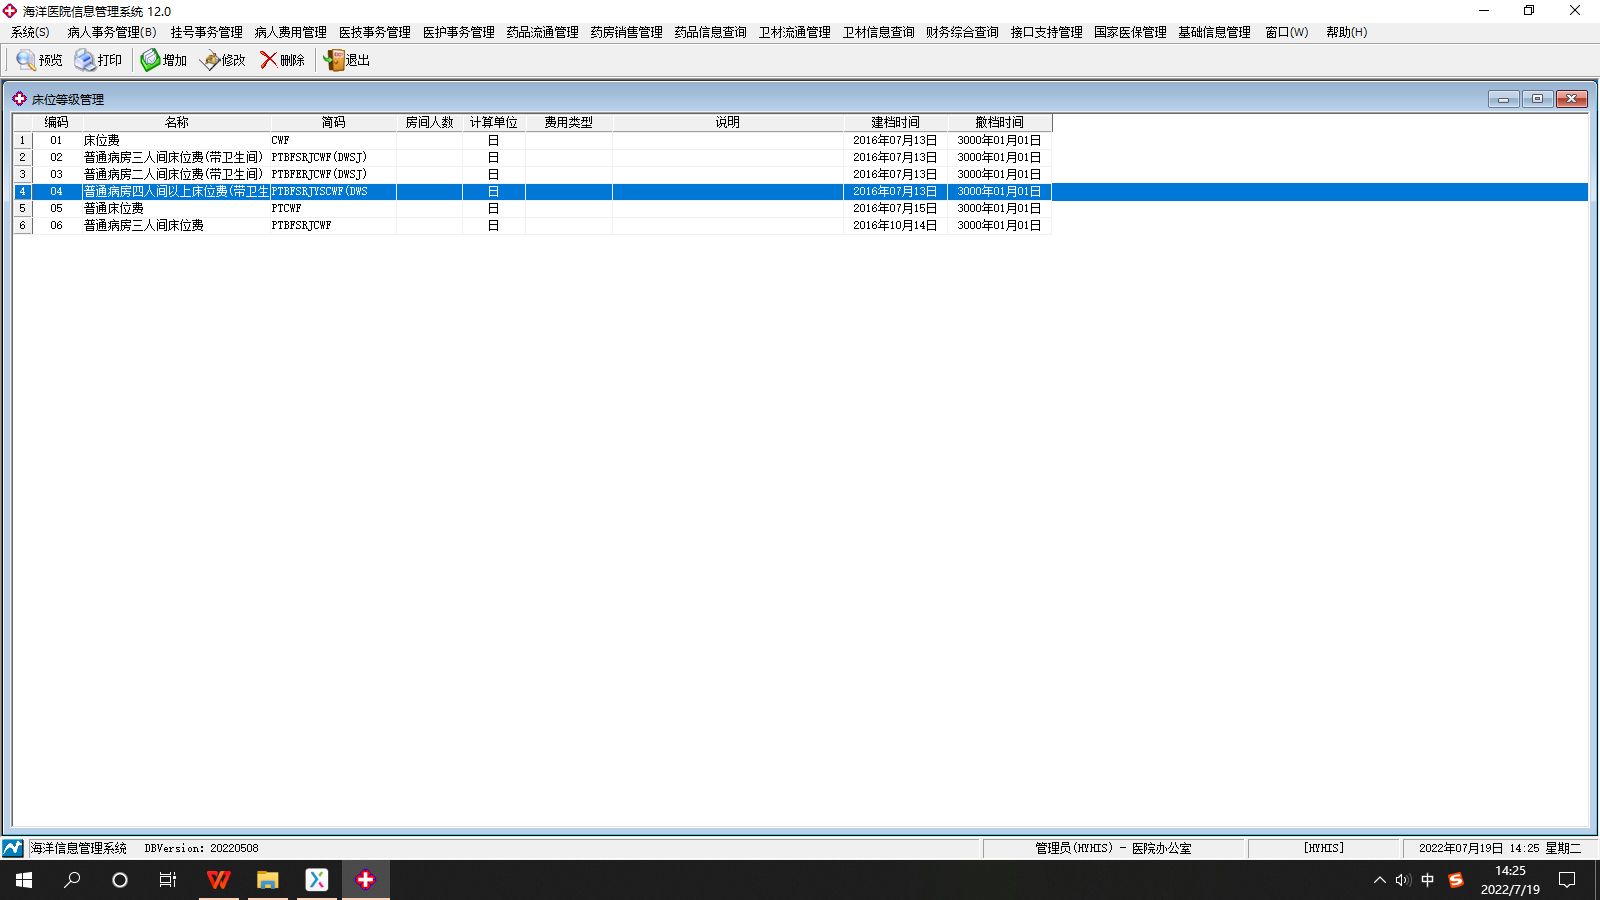 海洋医院信息管理系统 12.0
系统(S) 病人事务管理(B) 挂号事务管理 病人费用管理 医技事务管理 医护事务管理 药品流通管理 药房销售管理 药品信息查询 卫材流通管理 卫材信息查询 财务综合查询 接口支持管理 国家医保管理 基础信息管理 窗口(W) 帮助(H)
预览 打印 增加 修改 删除 退出
床位等级管理
编码 名称 简码 房间人数 计算单位 费用类型 说明 建档时间 撤档时间
1 01 床位费 CWF 日 2016年07月13日 3000年01月01日
2 02 普通病房三人间床位费(带卫生间) PTBFSRJCWF(DWSJ) 日 2016年07月13日 3000年01月01日
3 03 普通病房二人间床位费(带卫生间) PTBFERJCWF(DWSJ) 日 2016年07月13日 3000年01月01日
4 04 普通病房四人间以上床位费(带卫生 PTBFSRJYSCWF(DWS 日 2016年07月13日 3000年01月01日
5 05 普通床位费 PTCWF 日 2016年07月15日 3000年01月01日
6 06 普通病房三人间床位费 PTBFSRJCWF 日 2016年10月14日 3000年01月01日
海洋信息管理系统 DBVersion: 20220508 管理员(HYHIS) - 医院办公室 [HYHIS] 2022年07月19日 14:25 星期二
中 14:25
2022/7/19